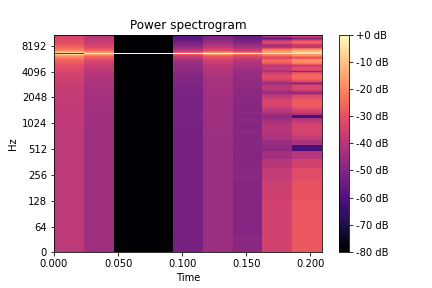 Power spectrogram
8192
4096
2048
1024
512
256
128
64
0
Hz
0.000 0.050 0.100 0.150 0.200
Time
+0 dB
-10 dB
-20 dB
-30 dB
-40 dB
-50 dB
-60 dB
-70 dB
-80 dB